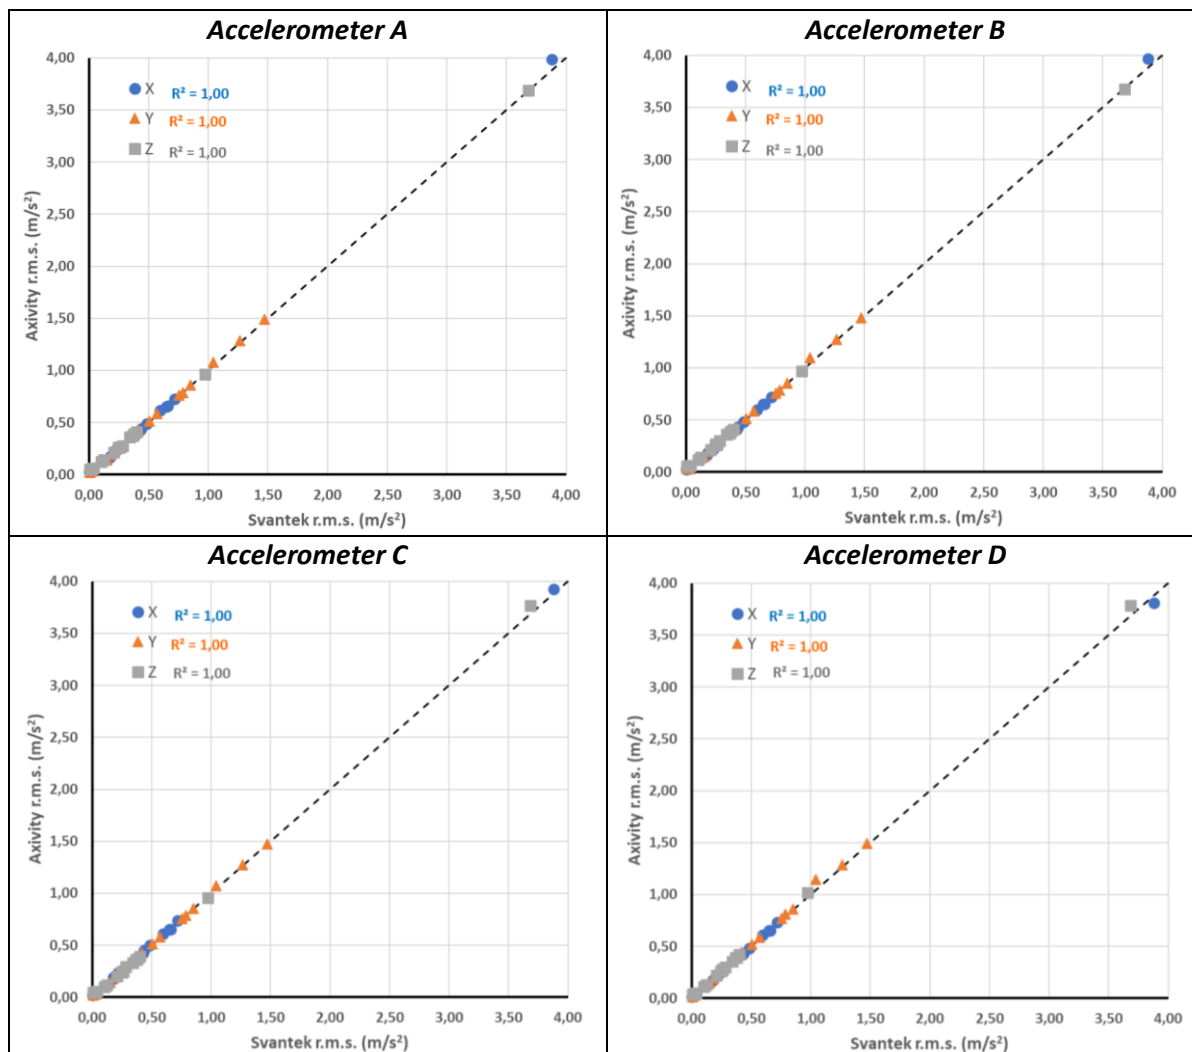 Accelerometer A
4,00
3,50
3,00
2,50
2,00
1,50
1,00
0,50
0,00
Axivity r.m.s. (m/s²)
X R² = 1,00
Y R² = 1,00
Z R² = 1,00
0,00 0,50 1,00 1,50 2,00 2,50 3,00 3,50 4,00
Svantek r.m.s. (m/s²)
Accelerometer B
4,00
3,50
3,00
2,50
2,00
1,50
1,00
0,50
0,00
Axivity r.m.s. (m/s²)
X R² = 1,00
Y R² = 1,00
Z R² = 1,00
0,00 0,50 1,00 1,50 2,00 2,50 3,00 3,50 4,00
Svantek r.m.s. (m/s²)
Accelerometer C
4,00
3,50
3,00
2,50
2,00
1,50
1,00
0,50
0,00
Axivity r.m.s. (m/s²)
X R² = 1,00
Y R² = 1,00
Z R² = 1,00
0,00 0,50 1,00 1,50 2,00 2,50 3,00 3,50 4,00
Svantek r.m.s. (m/s²)
Accelerometer D
4,00
3,50
3,00
2,50
2,00
1,50
1,00
0,50
0,00
Axivity r.m.s. (m/s²)
X R² = 1,00
Y R² = 1,00
Z R² = 1,00
0,00 0,50 1,00 1,50 2,00 2,50 3,00 3,50 4,00
Svantek r.m.s. (m/s²)